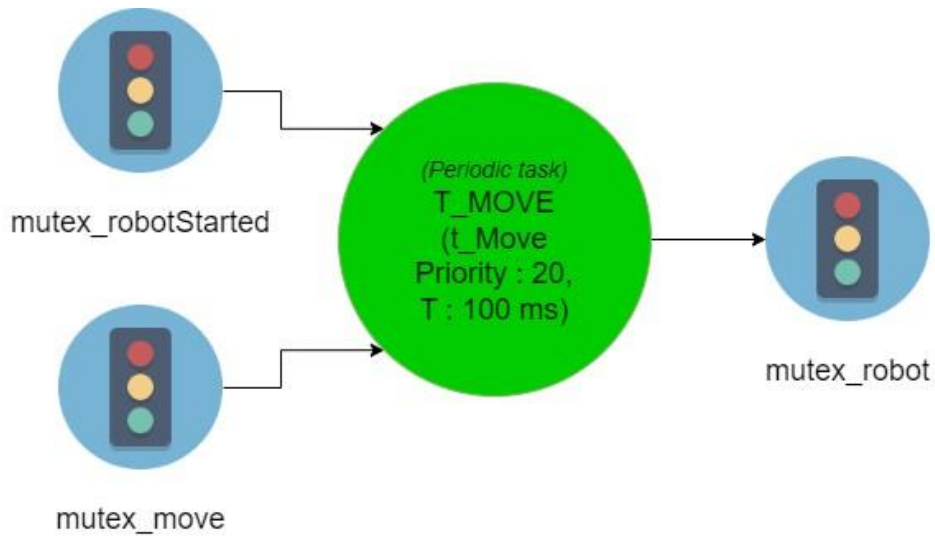 mutex_robotStarted
(Periodic task)
T_MOVE
(t_Move
Priority : 20,
T : 100 ms)
mutex_robot
mutex_move